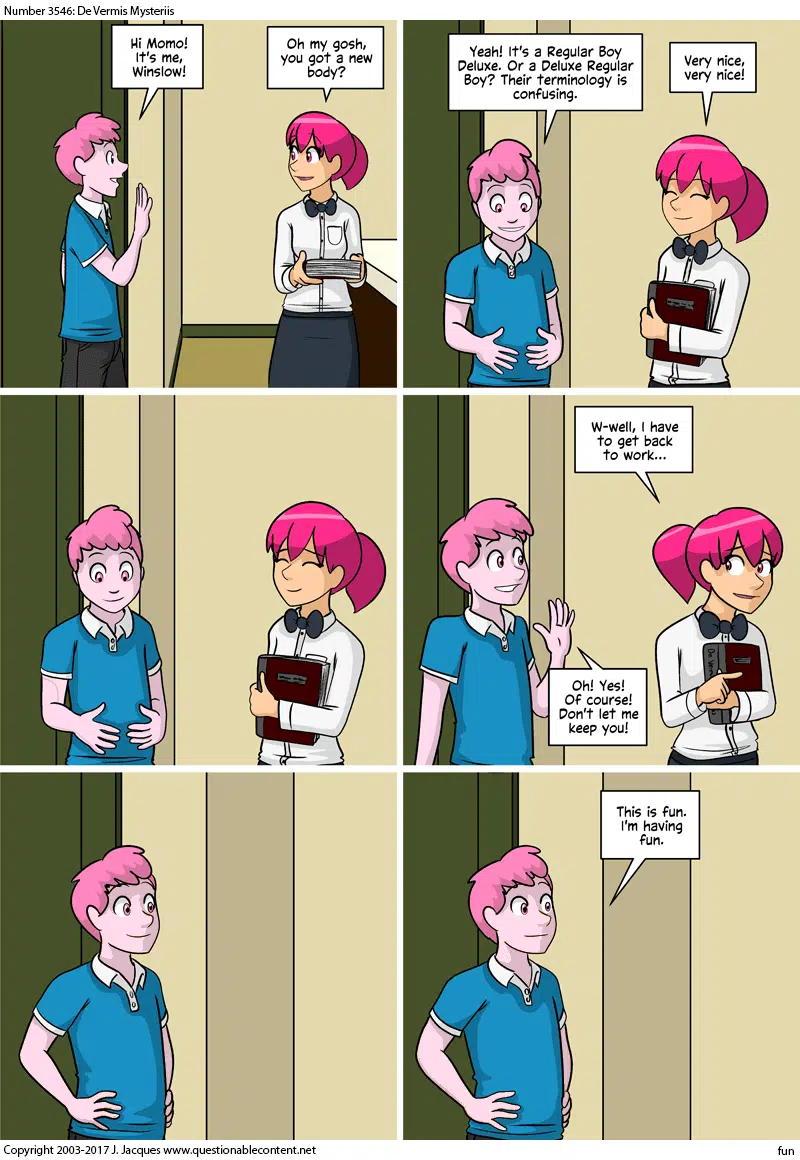 Number 3546: De Vermis Mysteriis
Hi Momo!
It's me,
Winslow!
Oh my gosh,
you got a new
body?
Yeah! It's a Regular Boy
Deluxe. Or a Deluxe Regular
Boy? Their terminology is
confusing.
Very nice,
very nice!
W-well, I have
to get back
to work...
Oh! Yes!
Of course!
Don't let me
keep you!
De Verm
This is fun.
I'm having
fun.
Copyright 2003-2017 J. Jacques www.questionablecontent.net
fun